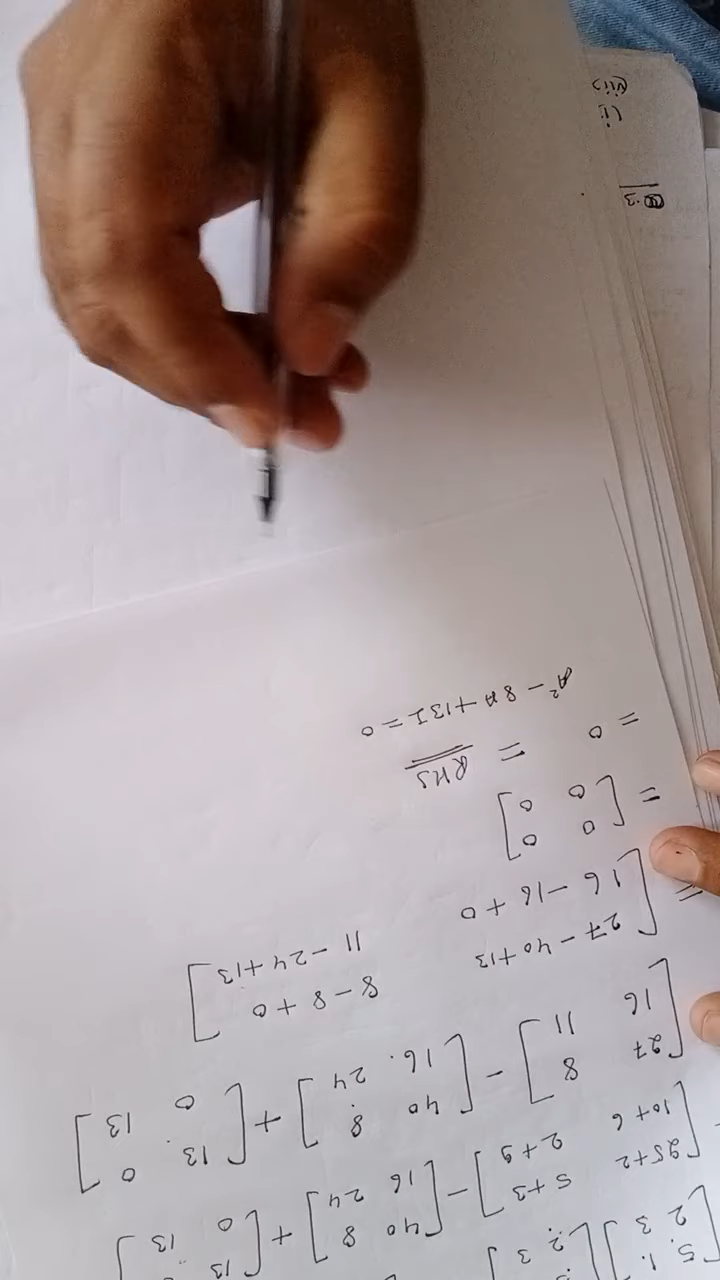 [5 1
2 3] [5 1
2 3]
[25+2 5+3
10+6 2+9] - [40 8
16 24] + [13 0
0 13]
[27 8
16 11] - [40 8
16 24] + [13 0
0 13]
= [27-40+13 8-8+0
16-16+0 11-24+13]
= [0 0
0 0]
= 0 = RHS
A² - 8A + 13I = 0